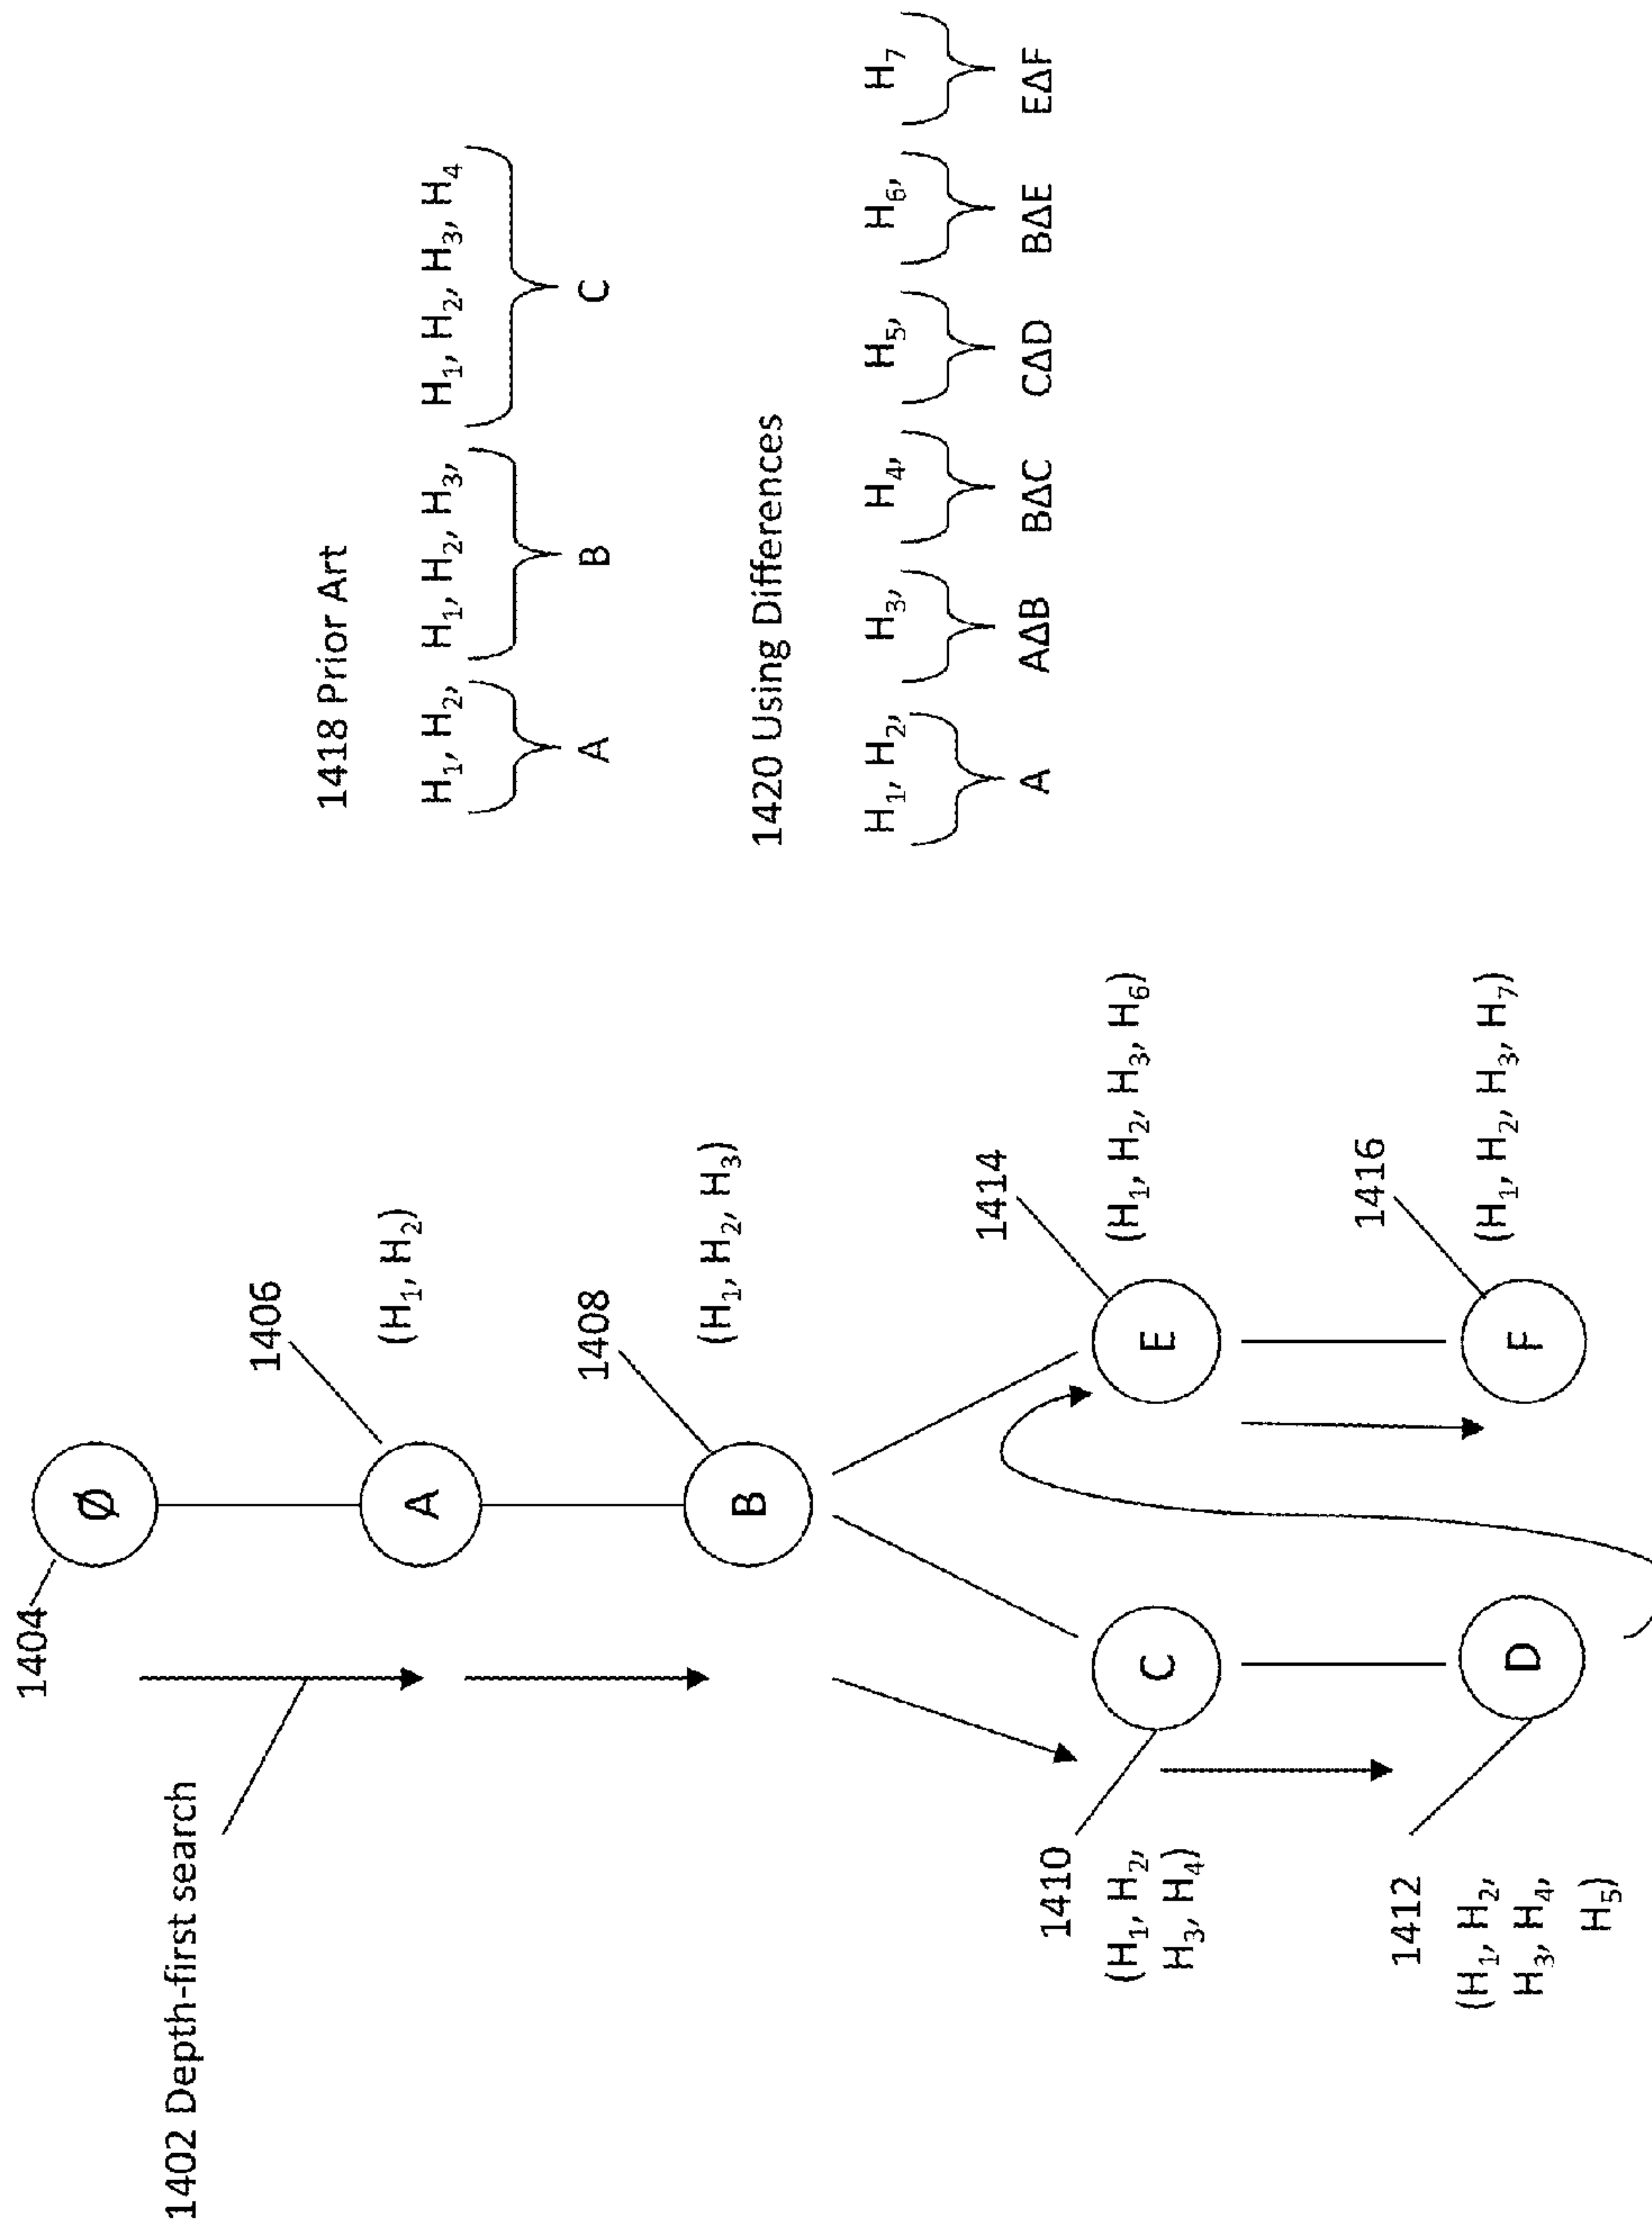 1402 Depth-first search
1404
Ø
1406
A
(H₁, H₂)
1408
B
(H₁, H₂, H₃)
1410
(H₁, H₂,
H₃, H₄)
C
1414
E
(H₁, H₂, H₃, H₆)
1412
(H₁, H₂,
H₃, H₄,
H₅)
D
1416
F
(H₁, H₂, H₃, H₇)
1418 Prior Art
H₁, H₂, H₁, H₂, H₃, H₁, H₂, H₃, H₄
A B C
1420 Using Differences
H₁, H₂, H₃, H₄, H₅, H₆, H₇
A AΔB BΔC CΔD BΔE EΔF